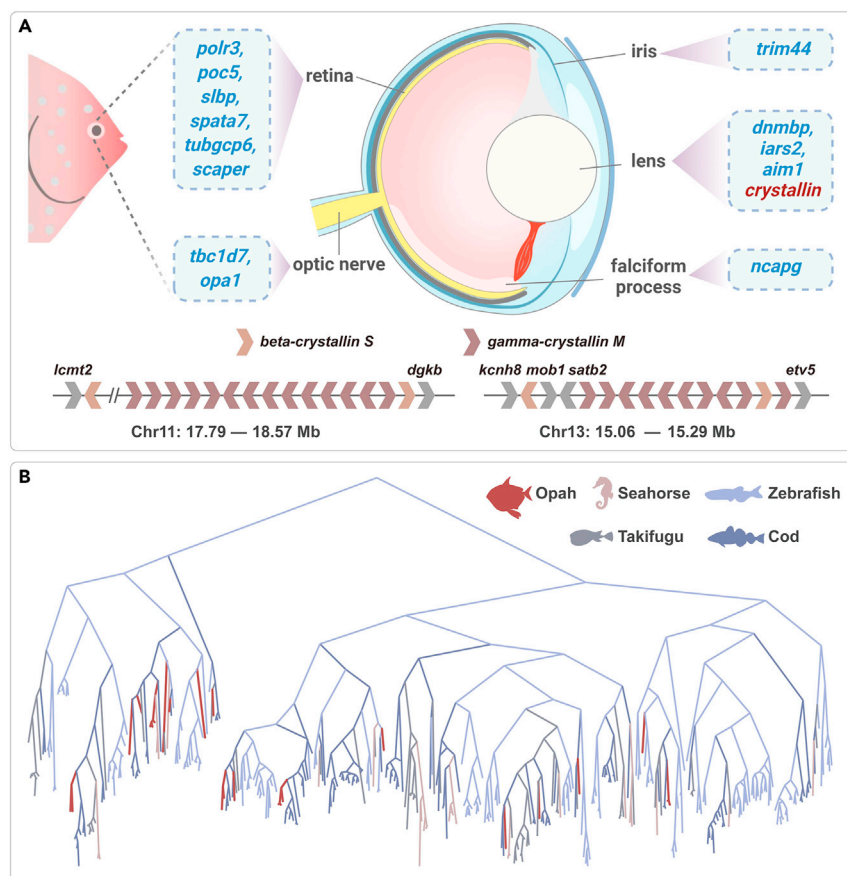 A
polr3,
poc5,
slbp,
spata7,
tubgcp6,
scaper
retina
iris
trim44
lens
dnmbp,
iars2,
aim1
crystallin
tbc1d7,
opa1
optic nerve
falciform
process
ncapg
beta-crystallin S
gamma-crystallin M
lcmt2
dgkb
kcnh8 mob1 satb2
etv5
Chr11: 17.79 — 18.57 Mb
Chr13: 15.06 — 15.29 Mb
B
Opah
Seahorse
Zebrafish
Takifugu
Cod